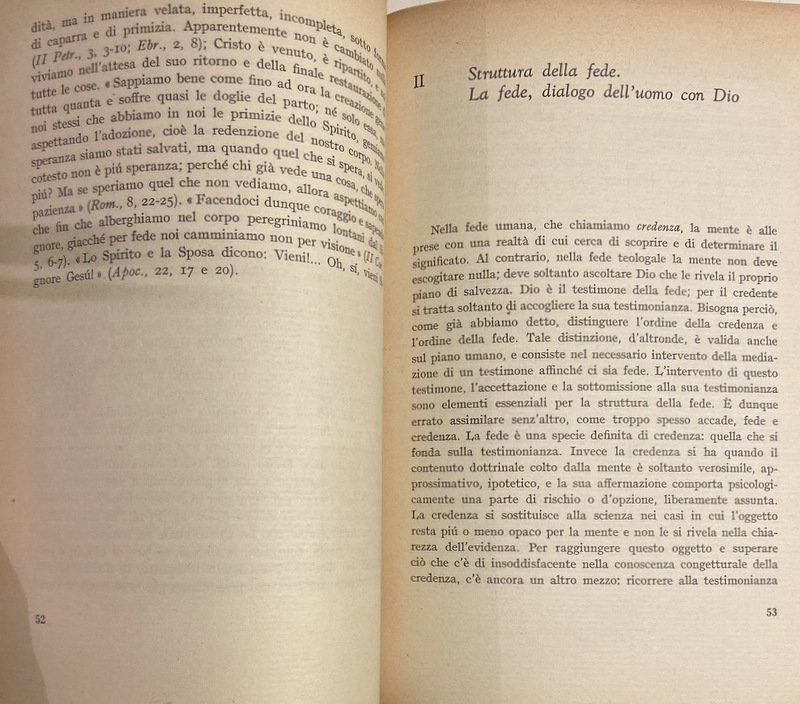 dità, ma in maniera velata, imperfetta, incompleta, sotto
di caparra e di primizia. Apparentemente non è cambiato
(II Petr., 3, 3-10; Ebr., 2, 8); Cristo è venuto, è ripartito, e
viviamo nell'attesa del suo ritorno e della finale restaurazione
tutte le cose. « Sappiamo bene come fino ad ora la creazione
tutta quanta e soffre quasi le doglie del parto; né solo essa,
noi stessi che abbiamo in noi le primizie dello Spirito, gemiamo
aspettando l'adozione, cioè la redenzione del nostro corpo.
speranza siamo stati salvati, ma quando quel che si spera, si vede
cotesto non è piú speranza; perché chi già vede una cosa, che
piú? Ma se speriamo quel che non vediamo, allora aspettiamo
pazienza » (Rom., 8, 22-25). « Facendoci dunque coraggio e
che fin che alberghiamo nel corpo peregriniamo lontani dal
gnore, giacché per fede noi camminiamo non per visione » (II
5, 6-7). «Lo Spirito e la Sposa dicono: Vieni!... Oh, sí, vieni
gnore Gesú! » (Apoc., 22, 17 e 20).
52
II
Struttura della fede.
La fede, dialogo dell'uomo con Dio
Nella fede umana, che chiamiamo credenza, la mente è alle
prese con una realtà di cui cerca di scoprire e di determinare il
significato. Al contrario, nella fede teologale la mente non deve
escogitare nulla; deve soltanto ascoltare Dio che le rivela il proprio
piano di salvezza. Dio è il testimone della fede; per il credente
si tratta soltanto di accogliere la sua testimonianza. Bisogna perciò,
come già abbiamo detto, distinguere l'ordine della credenza e
l'ordine della fede. Tale distinzione, d'altronde, è valida anche
sul piano umano, e consiste nel necessario intervento della media-
zione di un testimone affinché ci sia fede. L'intervento di questo
testimone, l'accettazione e la sottomissione alla sua testimonianza
sono elementi essenziali per la struttura della fede. È dunque
errato assimilare senz'altro, come troppo spesso accade, fede e
credenza. La fede è una specie definita di credenza: quella che si
fonda sulla testimonianza. Invece la credenza si ha quando il
contenuto dottrinale colto dalla mente è soltanto verosimile, ap-
prossimativo, ipotetico, e la sua affermazione comporta psicologi-
camente una parte di rischio o d'opzione, liberamente assunta.
La credenza si sostituisce alla scienza nei casi in cui l'oggetto
resta piú o meno opaco per la mente e non le si rivela nella chia-
rezza dell'evidenza. Per raggiungere questo oggetto e superare
ciò che c'è di insoddisfacente nella conoscenza congetturale della
credenza, c'è ancora un altro mezzo: ricorrere alla testimonianza
53